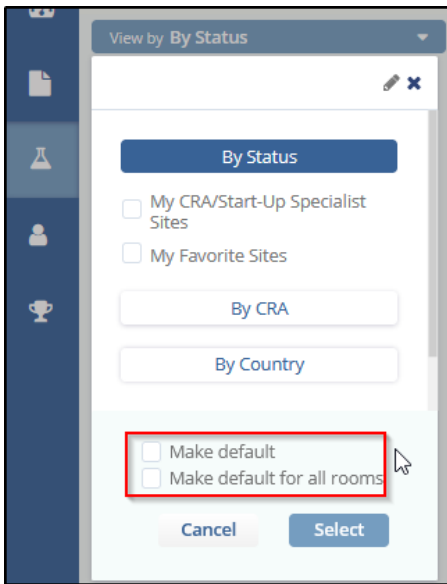 View by By Status
By Status
My CRA/Start-Up Specialist
Sites
My Favorite Sites
By CRA
By Country
Make default
Make default for all rooms
Cancel Select